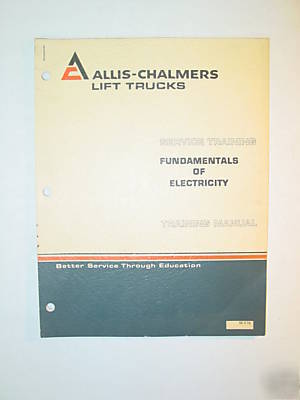 ALLIS-CHALMERS
LIFT TRUCKS
SERVICE TRAINING
FUNDAMENTALS
OF
ELECTRICITY
TRAINING MANUAL
Better Service Through Education